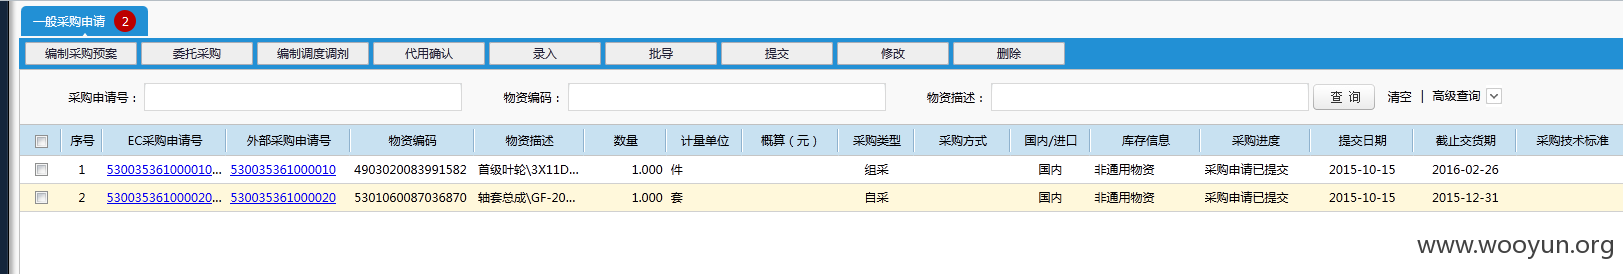 一般采购申请 2
编制采购预案 委托采购 编制调度调剂 代用确认 录入 批导 提交 修改 删除
采购申请号： 物资编码： 物资描述： 查 询 清空 | 高级查询
序号 EC采购申请号 外部采购申请号 物资编码 物资描述 数量 计量单位 概算（元） 采购类型 采购方式 国内/进口 库存信息 采购进度 提交日期 截止交货期 采购技术标准
1 530035361000010... 530035361000010 4903020083991582 首级叶轮\3X11D... 1.000 件 组采 国内 非通用物资 采购申请已提交 2015-10-15 2016-02-26
2 530035361000020... 530035361000020 5301060087036870 轴套总成\GF-20... 1.000 套 自采 国内 非通用物资 采购申请已提交 2015-10-15 2015-12-31
www.wooyun.org